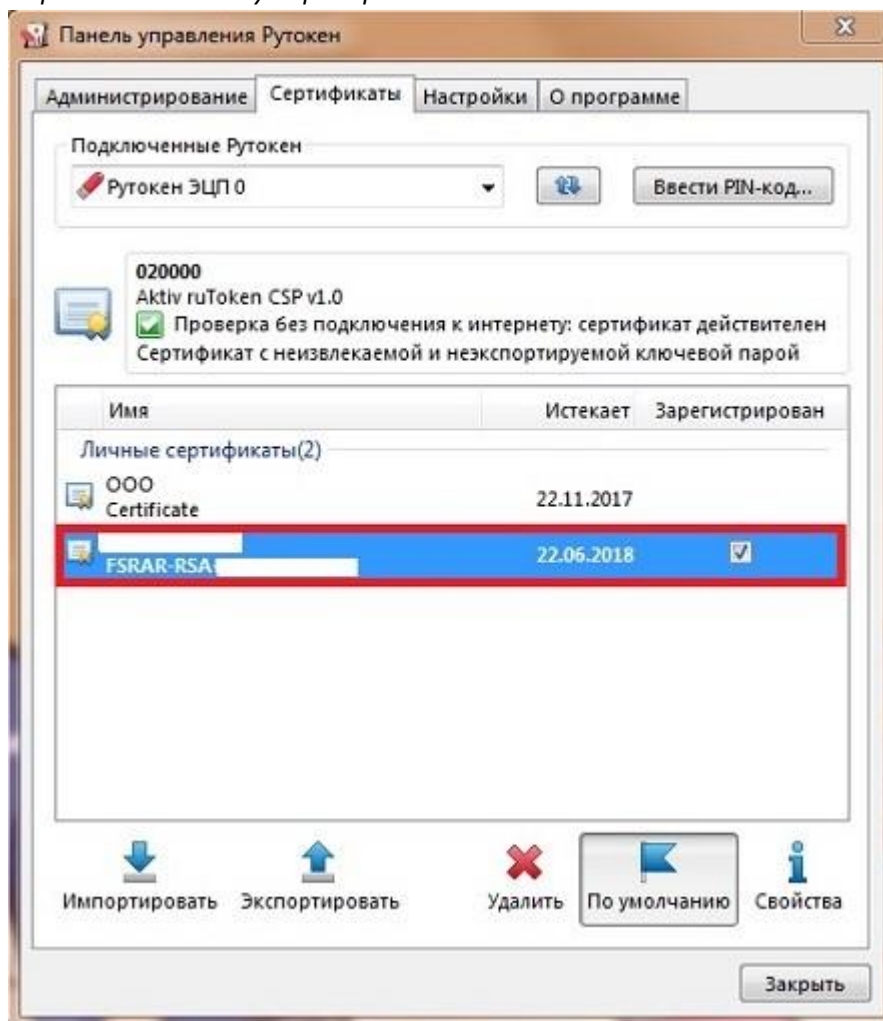 Панель управления Рутокен
Администрирование Сертификаты Настройки О программе
Подключенные Рутокен
Рутокен ЭЦП 0 Ввести PIN-код...
020000
Aktiv ruToken CSP v1.0
Проверка без подключения к интернету: сертификат действителен
Сертификат с неизвлекаемой и неэкспортируемой ключевой парой
Имя Истекает Зарегистрирован
Личные сертификаты(2)
ООО
Certificate 22.11.2017
FSRAR-RSA- 22.06.2018
Импортировать Экспортировать Удалить По умолчанию Свойства
Закрыть